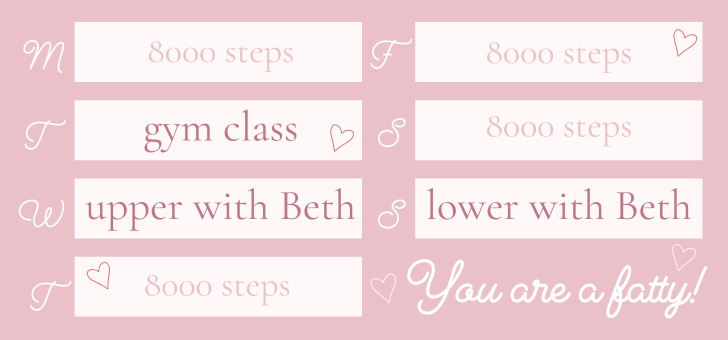 M 8000 steps
T gym class
W upper with Beth
T 8000 steps
F 8000 steps
S 8000 steps
S lower with Beth
You are a fatty!